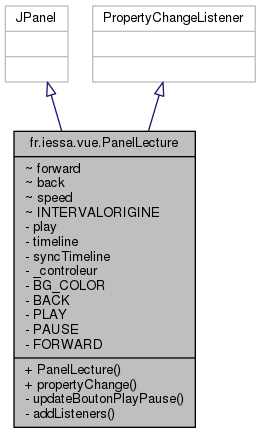 JPanel
PropertyChangeListener
fr.iessa.vue.PanelLecture
~ forward
~ back
~ speed
~ INTERVALORIGINE
- play
- timeline
- syncTimeline
- _controleur
- BG_COLOR
- BACK
- PLAY
- PAUSE
- FORWARD
+ PanelLecture()
+ propertyChange()
- updateBoutonPlayPause()
- addListeners()